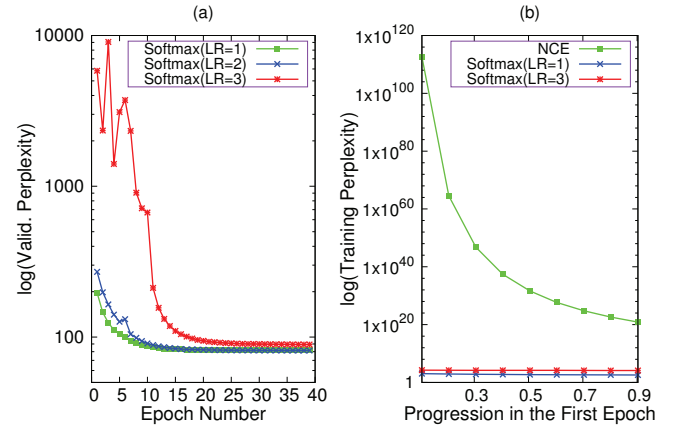 (a)
10000
1000
100
log(Valid. Perplexity)
Softmax(LR=1)
Softmax(LR=2)
Softmax(LR=3)
0 5 10 15 20 25 30 35 40
Epoch Number
(b)
1x10^120
1x10^100
1x10^80
1x10^60
1x10^40
1x10^20
1
log(Training Perplexity)
NCE
Softmax(LR=1)
Softmax(LR=3)
0.3 0.5 0.7 0.9
Progression in the First Epoch